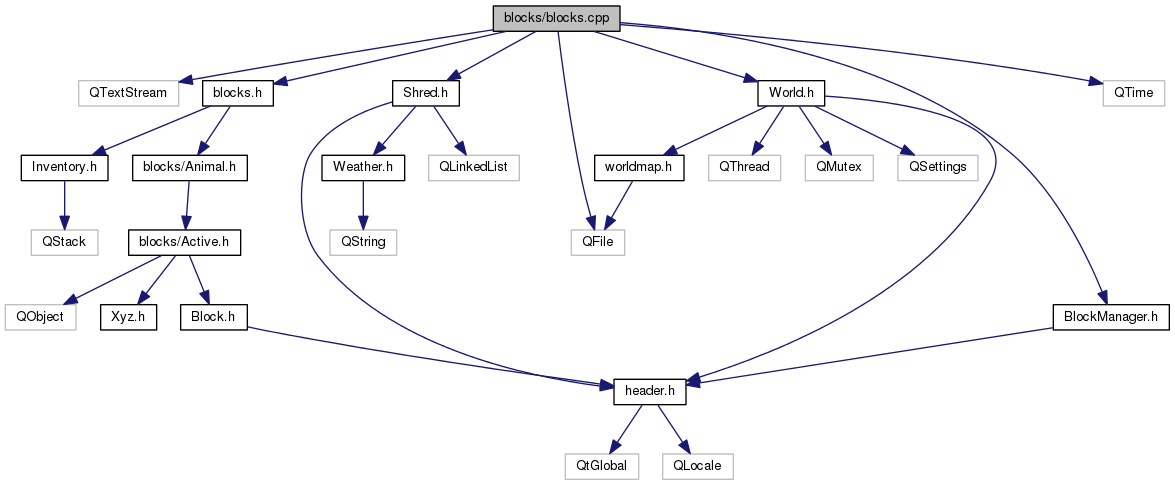 blocks/blocks.cpp
QTextStream
blocks.h
Shred.h
World.h
QTime
Inventory.h
blocks/Animal.h
Weather.h
QLinkedList
worldmap.h
QThread
QMutex
QSettings
QStack
blocks/Active.h
QString
QFile
QObject
Xyz.h
Block.h
BlockManager.h
header.h
QtGlobal
QLocale